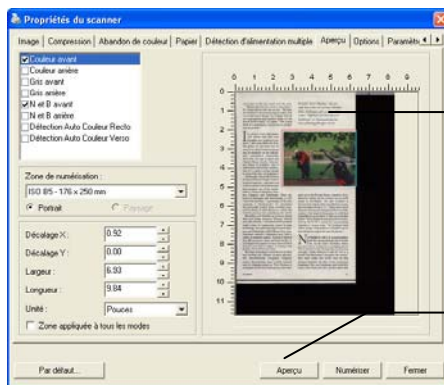 Propriétés du scanner
Image Compression Abandon de couleur Papier Détection d'alimentation multiple Aperçu Options Paramèt
Couleur avant
Couleur arrière
Gris avant
Gris arrière
N et B avant
N et B arrière
Détection Auto Couleur Recto
Détection Auto Couleur Verso
Zone de numérisation :
ISO B5 - 176 x 250 mm
Portrait Paysage
Décalage X : 0.92
Décalage Y : 0.00
Largeur : 6.93
Longueur : 9.84
Unité : Pouces
Zone appliquée à tous les modes
0 1 2 3 4 5 6 7 8 9
0
1
2
3
4
5
6
7
8
9
10
11
Par défaut... Aperçu Numériser Fermer